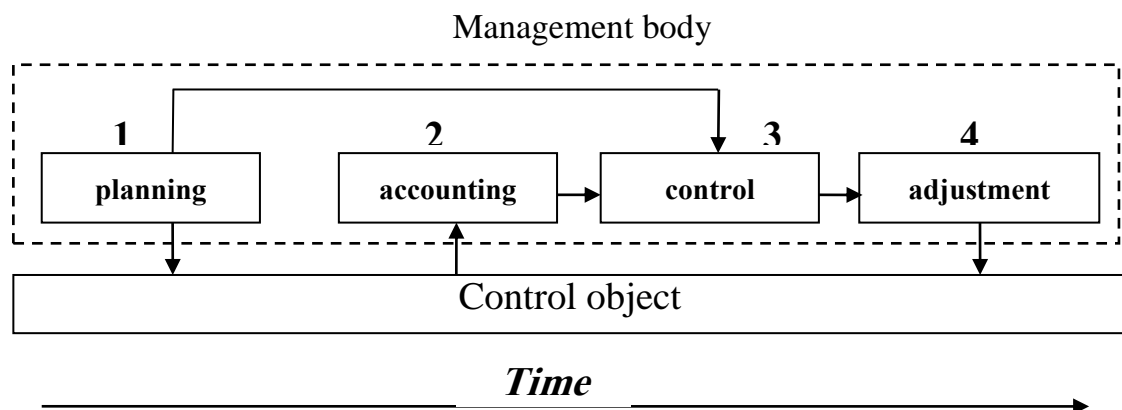 Management body
1 2 3 4
planning accounting control adjustment
Control object
Time